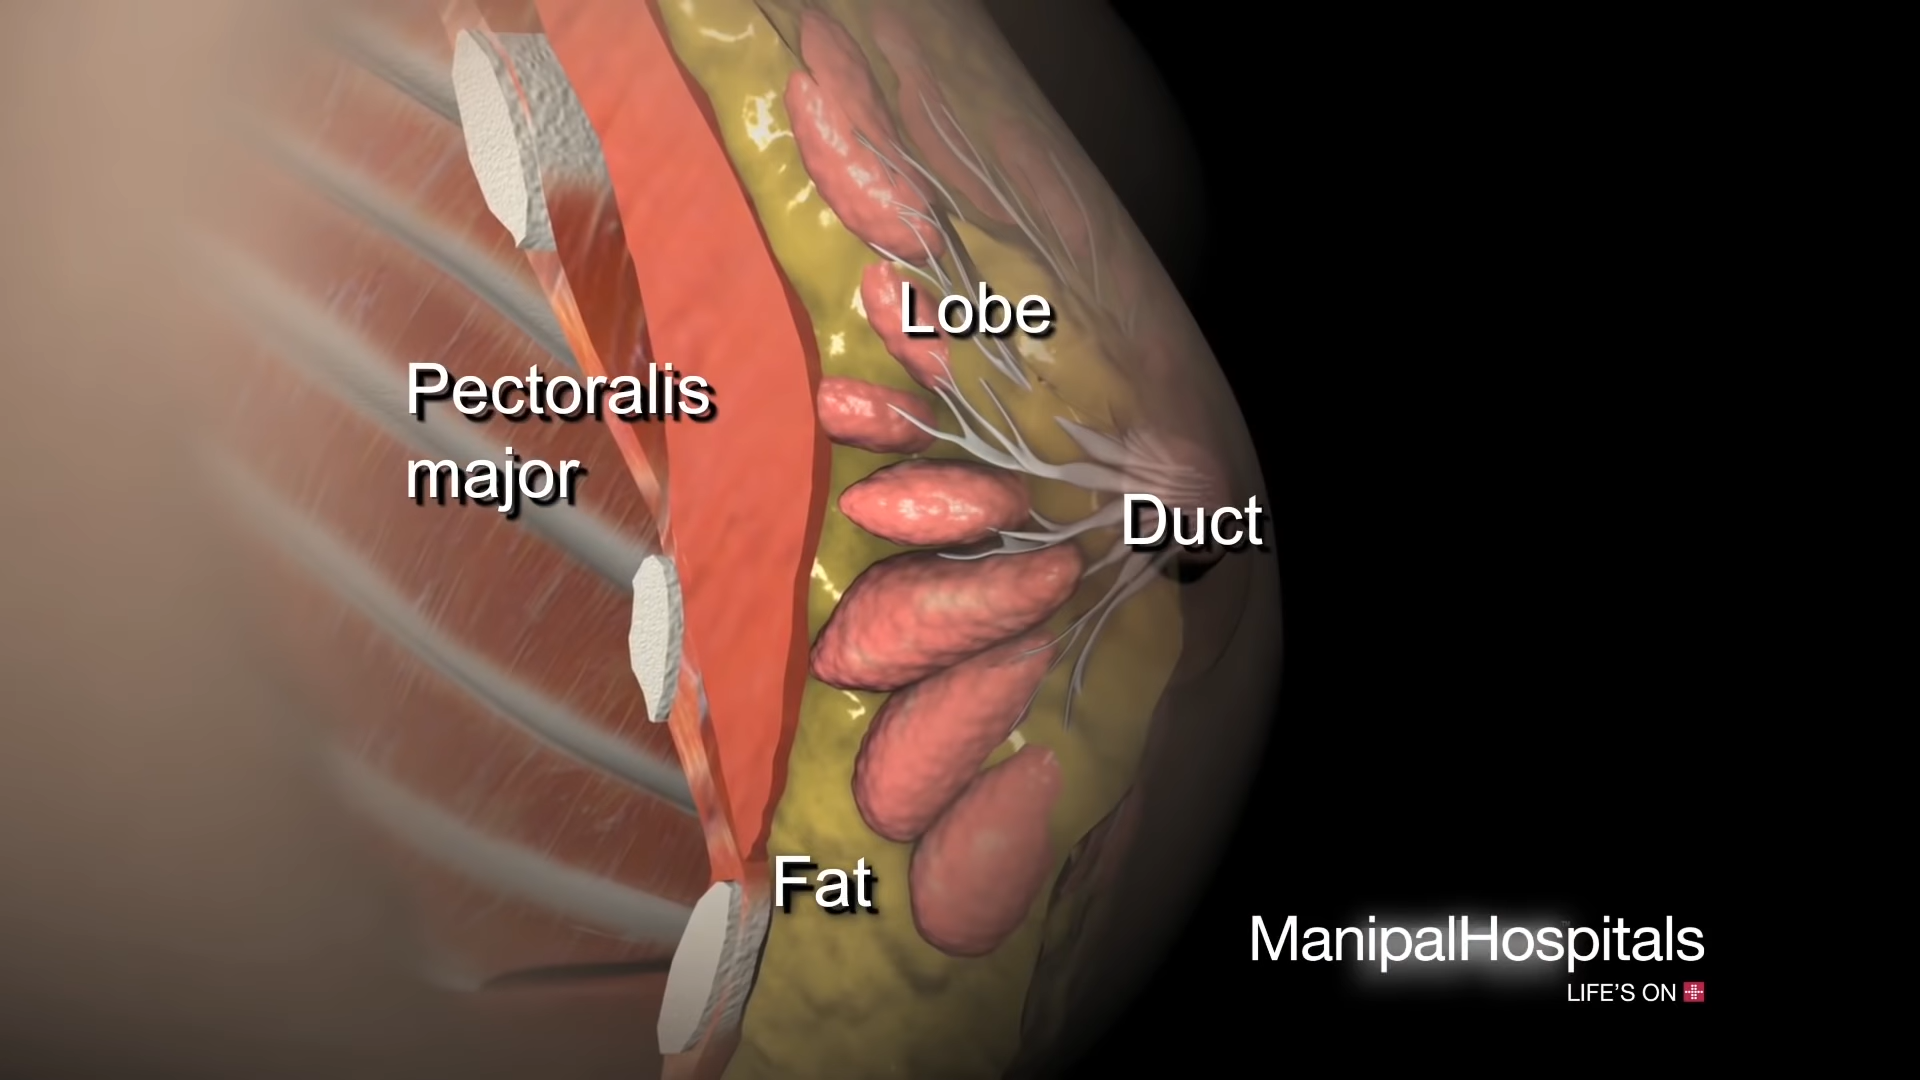 Lobe
Pectoralis
major
Duct
Fat
ManipalHospitals
LIFE'S ON